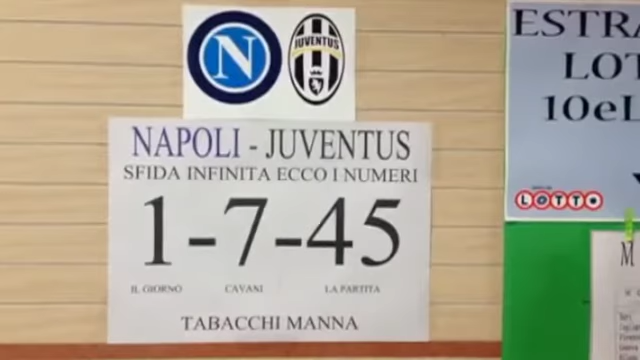 N
JUVENTUS
NAPOLI - JUVENTUS
SFIDA INFINITA ECCO I NUMERI
1-7-45
IL GIORNO CAVANI LA PARTITA
TABACCHI MANNA
ESTRA
LOT
10eL
LOTTO
M